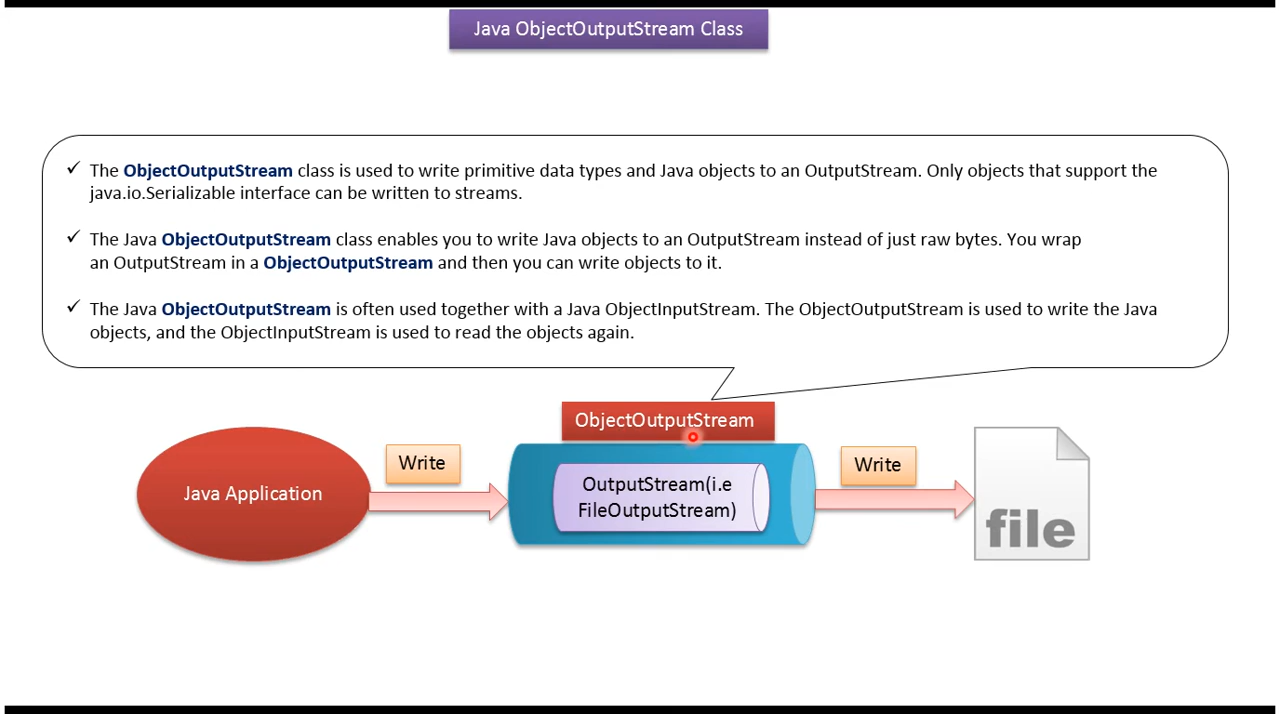 Java ObjectOutputStream Class
✓ The ObjectOutputStream class is used to write primitive data types and Java objects to an OutputStream. Only objects that support the
java.io.Serializable interface can be written to streams.
✓ The Java ObjectOutputStream class enables you to write Java objects to an OutputStream instead of just raw bytes. You wrap
an OutputStream in a ObjectOutputStream and then you can write objects to it.
✓ The Java ObjectOutputStream is often used together with a Java ObjectInputStream. The ObjectOutputStream is used to write the Java
objects, and the ObjectInputStream is used to read the objects again.
ObjectOutputStream
Java Application
Write
OutputStream(i.e
FileOutputStream)
Write
file